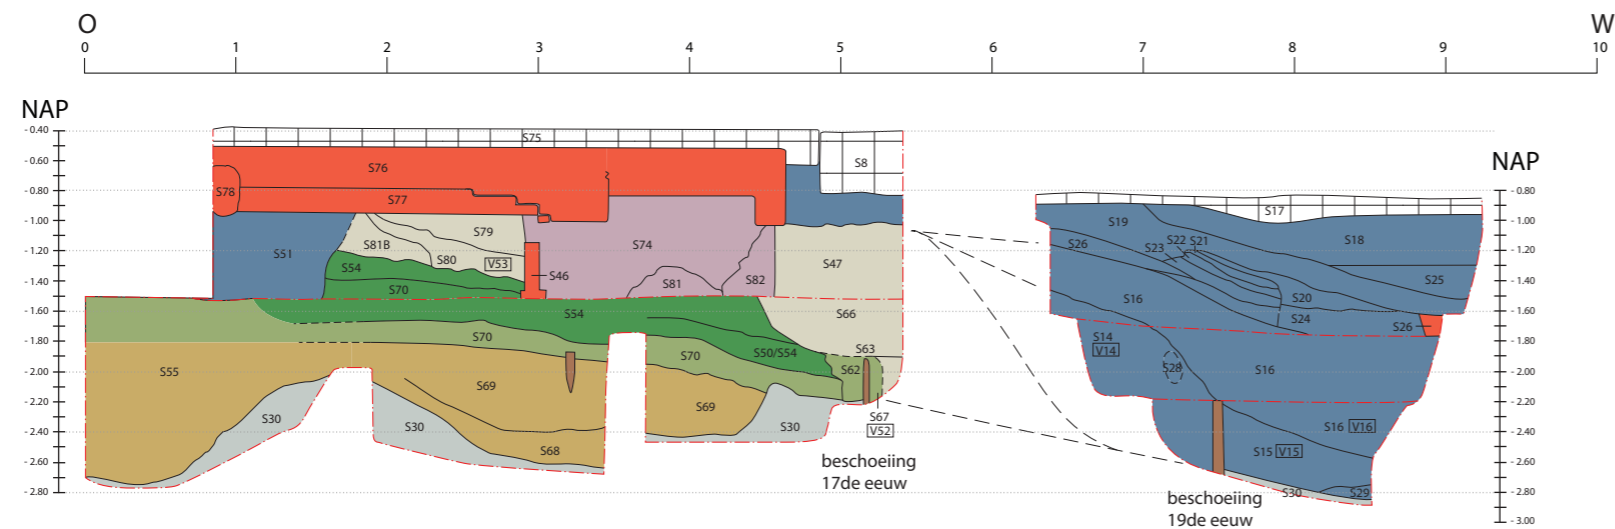 O W
0 1 2 3 4 5 6 7 8 9 10
NAP
- 0.40
- 0.60
- 0.80
- 1.00
- 1.20
- 1.40
- 1.60
- 1.80
- 2.00
- 2.20
- 2.40
- 2.60
- 2.80
S75
S8
S76
S78
S77
S79
S81B
S51
S80
V53
S74
S46
S47
S54
S70
S81
S82
S54
S66
S70
S70
S50/S54
S63
S62
S55
S69
S69
S67
V52
S30
S30
S30
S68
beschoeiing
17de eeuw
NAP
- 0.80
- 1.00
- 1.20
- 1.40
- 1.60
- 1.80
- 2.00
- 2.20
- 2.40
- 2.60
- 2.80
- 3.00
S17
S19
S26
S23
S22
S21
S18
S25
S16
S20
S24
S26
S14
V14
S28
S16
S16 V16
S15 V15
S30
S29
beschoeiing
19de eeuw